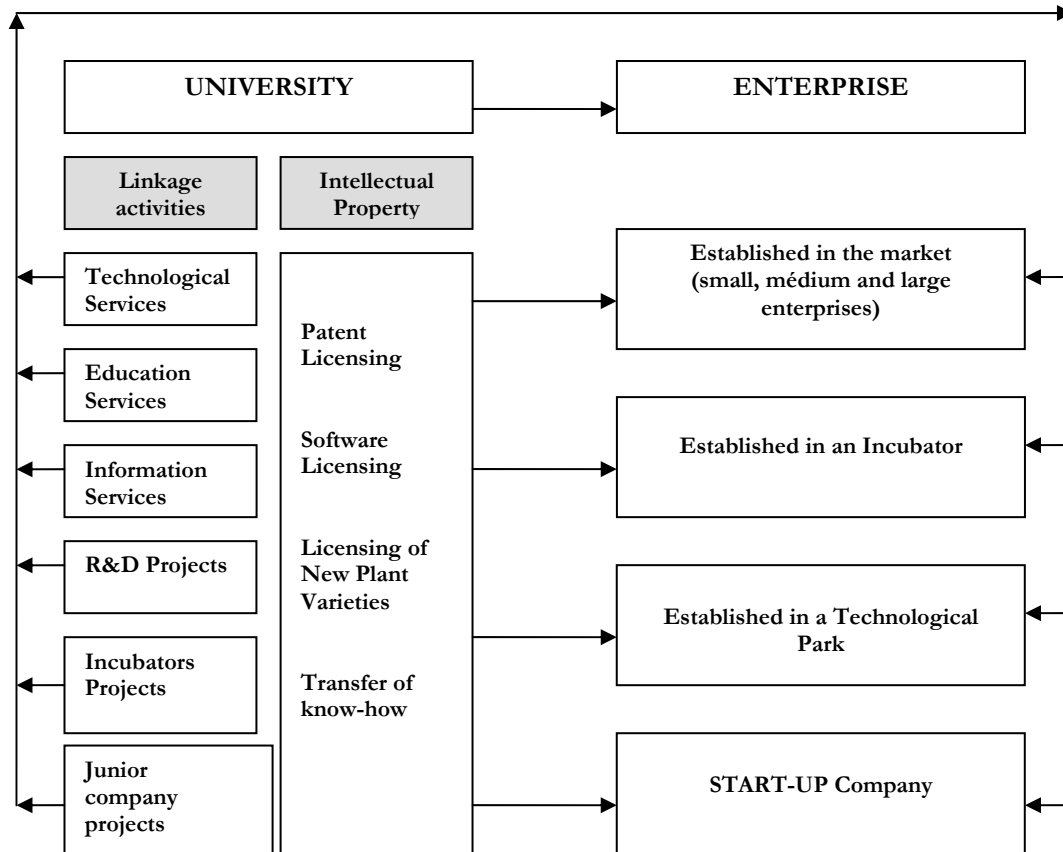 UNIVERSITY
ENTERPRISE
Linkage
activities
Intellectual
Property
Technological
Services
Education
Services
Information
Services
R&D Projects
Incubators
Projects
Junior
company
projects
Patent
Licensing
Software
Licensing
Licensing of
New Plant
Varieties
Transfer of
know-how
Established in the market
(small, médium and large
enterprises)
Established in an Incubator
Established in a Technological
Park
START-UP Company